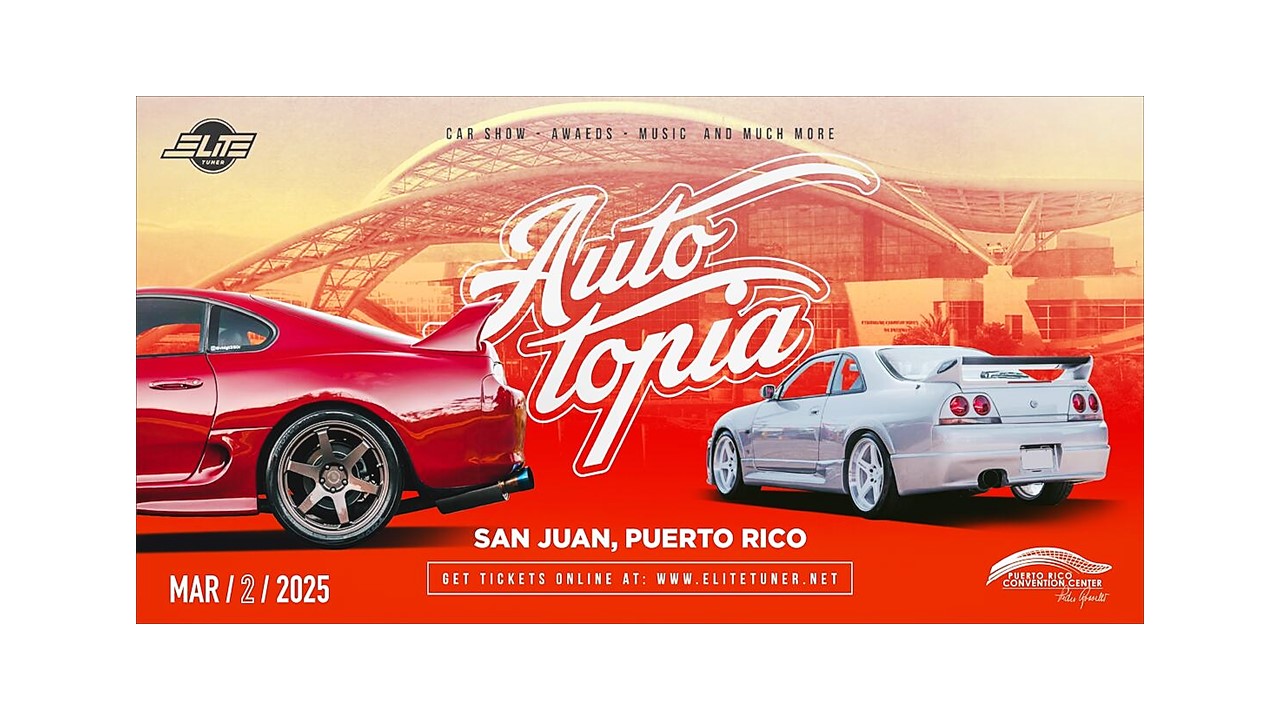 ELITE
TUNER
CAR SHOW - AWAEDS - MUSIC AND MUCH MORE
Auto
topia
SAN JUAN, PUERTO RICO
GET TICKETS ONLINE AT: WWW.ELITETUNER.NET
MAR / 2 / 2025
PUERTO RICO
CONVENTION CENTER